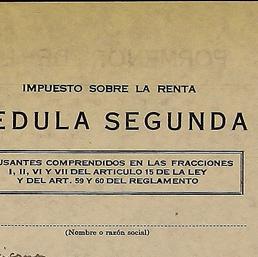 IMPUESTO SOBRE LA RENTA
EDULA SEGUNDA
USANTES COMPRENDIDOS EN LAS FRACCIONES
I, II, VI Y VII DEL ARTICULO 15 DE LA LEY
Y DEL ART. 59 Y 60 DEL REGLAMENTO
(Nombre o razón social)